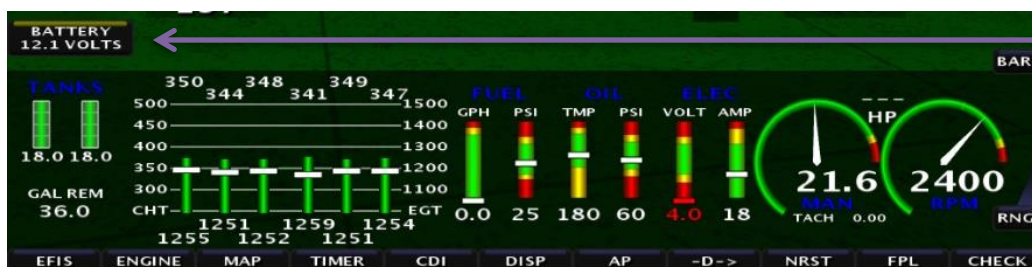 BATTERY
12.1 VOLTS
BAR
TANKS
18.0 18.0
GAL REM
36.0
350 344 348 341 349 347
500 1500
450 1400
400 1300
350 1200
300 1100
CHT EGT
1251 1259 1254
1255 1252 1251
FUEL OIL ELEC
GPH PSI TMP PSI VOLT AMP
0.0 25 180 60 4.0 18
--- 
HP
21.6 2400
MAN RPM
TACH 0.00
RNG
EFIS ENGINE MAP TIMER CDI DISP AP -D-> NRST FPL CHECK